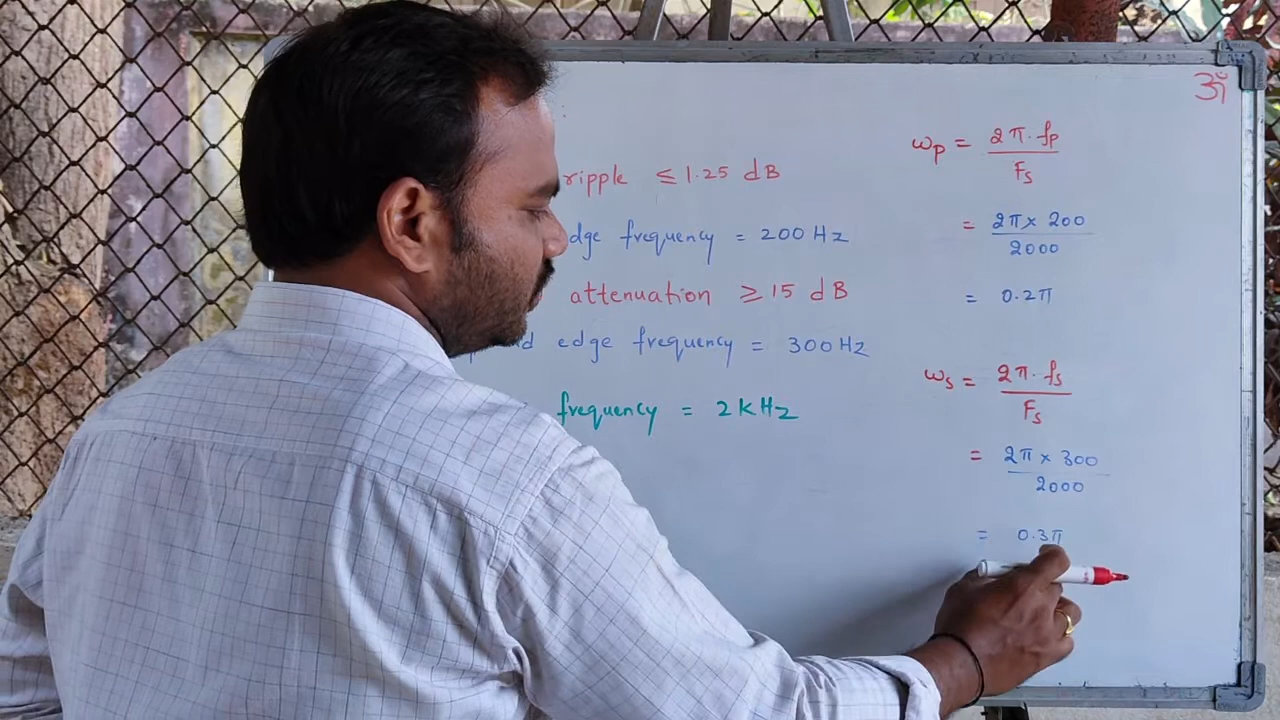 ॐ
ripple ≤ 1.25 dB
edge frequency = 200 Hz
attenuation ≥ 15 dB
edge frequency = 300 Hz
frequency = 2 KHz
ωp = 2π. fp / Fs
= 2π x 200 / 2000
= 0.2π
ωs = 2π. fs / Fs
= 2π x 300 / 2000
= 0.3π